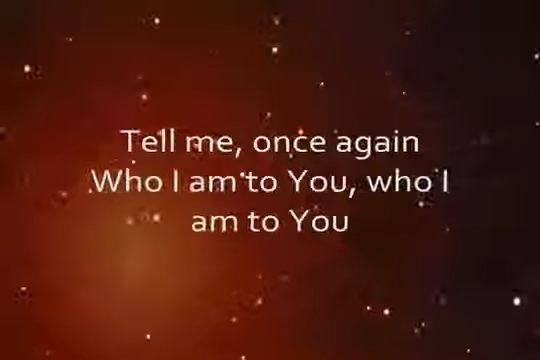 Tell me, once again
Who I am to You, who I
am to You